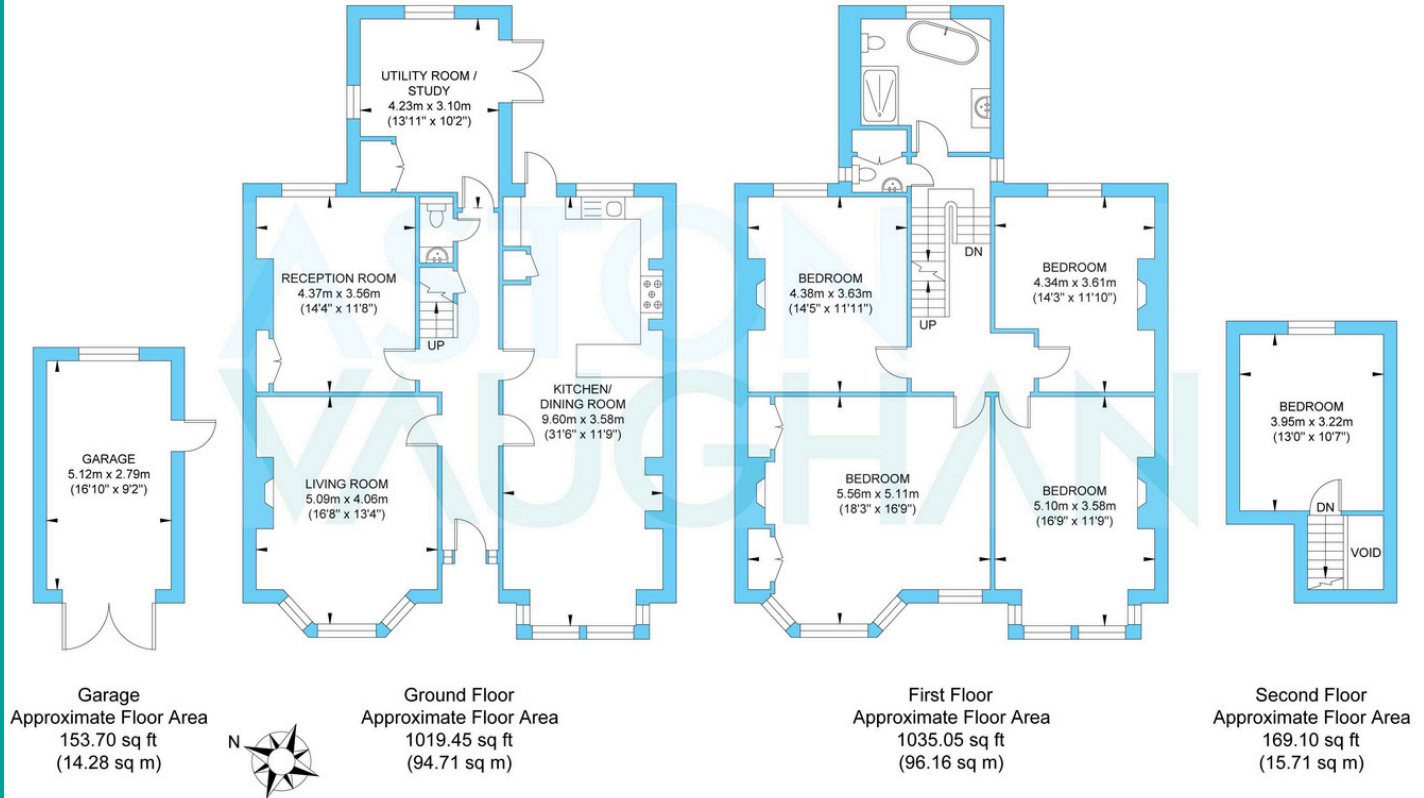 UTILITY ROOM /
STUDY
4.23m x 3.10m
(13'11" x 10'2")
RECEPTION ROOM
4.37m x 3.56m
(14'4" x 11'8")
UP
KITCHEN/
DINING ROOM
9.60m x 3.58m
(31'6" x 11'9")
LIVING ROOM
5.09m x 4.06m
(16'8" x 13'4")
GARAGE
5.12m x 2.79m
(16'10" x 9'2")
BEDROOM
4.38m x 3.63m
(14'5" x 11'11")
DN
UP
BEDROOM
4.34m x 3.61m
(14'3" x 11'10")
BEDROOM
5.56m x 5.11m
(18'3" x 16'9")
BEDROOM
5.10m x 3.58m
(16'9" x 11'9")
BEDROOM
3.95m x 3.22m
(13'0" x 10'7")
DN
VOID
ASTON
VAUGHAN
Garage
Approximate Floor Area
153.70 sq ft
(14.28 sq m)
N
Ground Floor
Approximate Floor Area
1019.45 sq ft
(94.71 sq m)
First Floor
Approximate Floor Area
1035.05 sq ft
(96.16 sq m)
Second Floor
Approximate Floor Area
169.10 sq ft
(15.71 sq m)